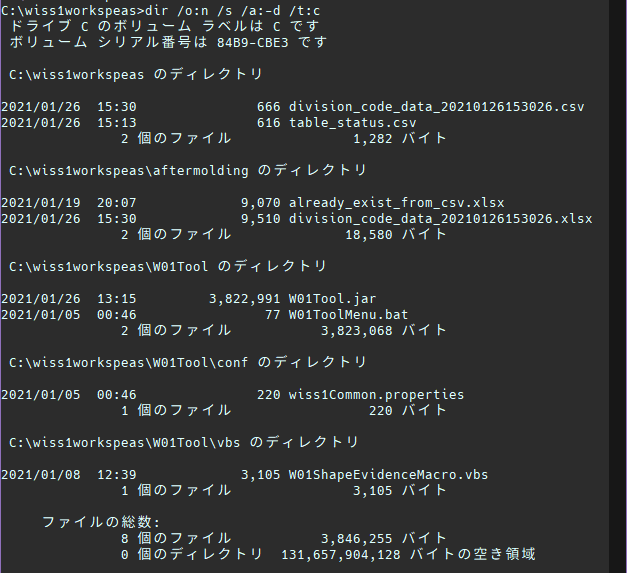 C:\wiss1workspeas>dir /o:n /s /a:-d /t:c
ドライブ C のボリューム ラベルは C です
ボリューム シリアル番号は 84B9-CBE3 です
C:\wiss1workspeas のディレクトリ
2021/01/26  15:30               666 division_code_data_20210126153026.csv
2021/01/26  15:13               616 table_status.csv
2 個のファイル               1,282 バイト
C:\wiss1workspeas\aftermolding のディレクトリ
2021/01/19  20:07             9,070 already_exist_from_csv.xlsx
2021/01/26  15:30             9,510 division_code_data_20210126153026.xlsx
2 個のファイル              18,580 バイト
C:\wiss1workspeas\W01Tool のディレクトリ
2021/01/26  13:15         3,822,991 W01Tool.jar
2021/01/05  00:46                77 W01ToolMenu.bat
2 個のファイル           3,823,068 バイト
C:\wiss1workspeas\W01Tool\conf のディレクトリ
2021/01/05  00:46               220 wiss1Common.properties
1 個のファイル                 220 バイト
C:\wiss1workspeas\W01Tool\vbs のディレクトリ
2021/01/08  12:39             3,105 W01ShapeEvidenceMacro.vbs
1 個のファイル               3,105 バイト
ファイルの総数:
8 個のファイル           3,846,255 バイト
0 個のディレクトリ  131,657,904,128 バイトの空き領域